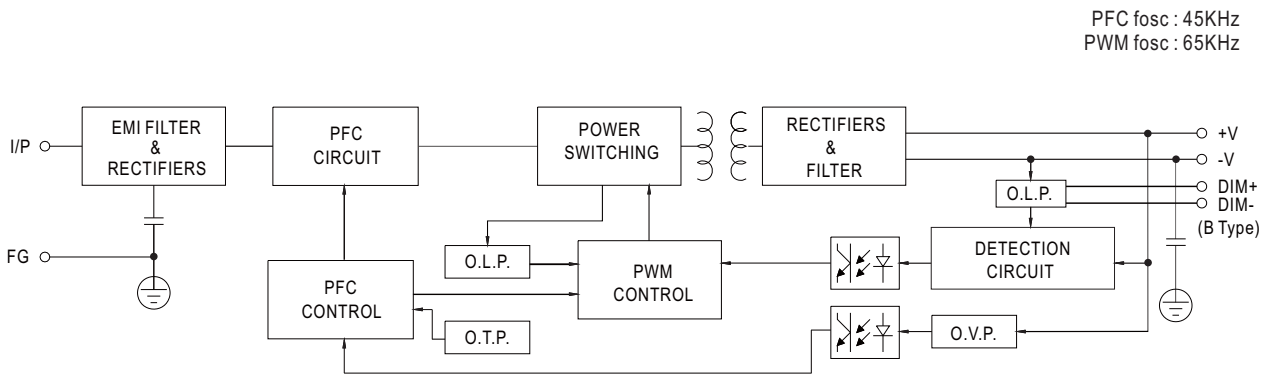 PFC fosc : 45KHz
PWM fosc : 65KHz
I/P
EMI FILTER
&
RECTIFIERS
PFC
CIRCUIT
POWER
SWITCHING
RECTIFIERS
&
FILTER
+V
-V
O.L.P.
DIM+
DIM-
(B Type)
FG
O.L.P.
PFC
CONTROL
PWM
CONTROL
DETECTION
CIRCUIT
O.T.P.
O.V.P.